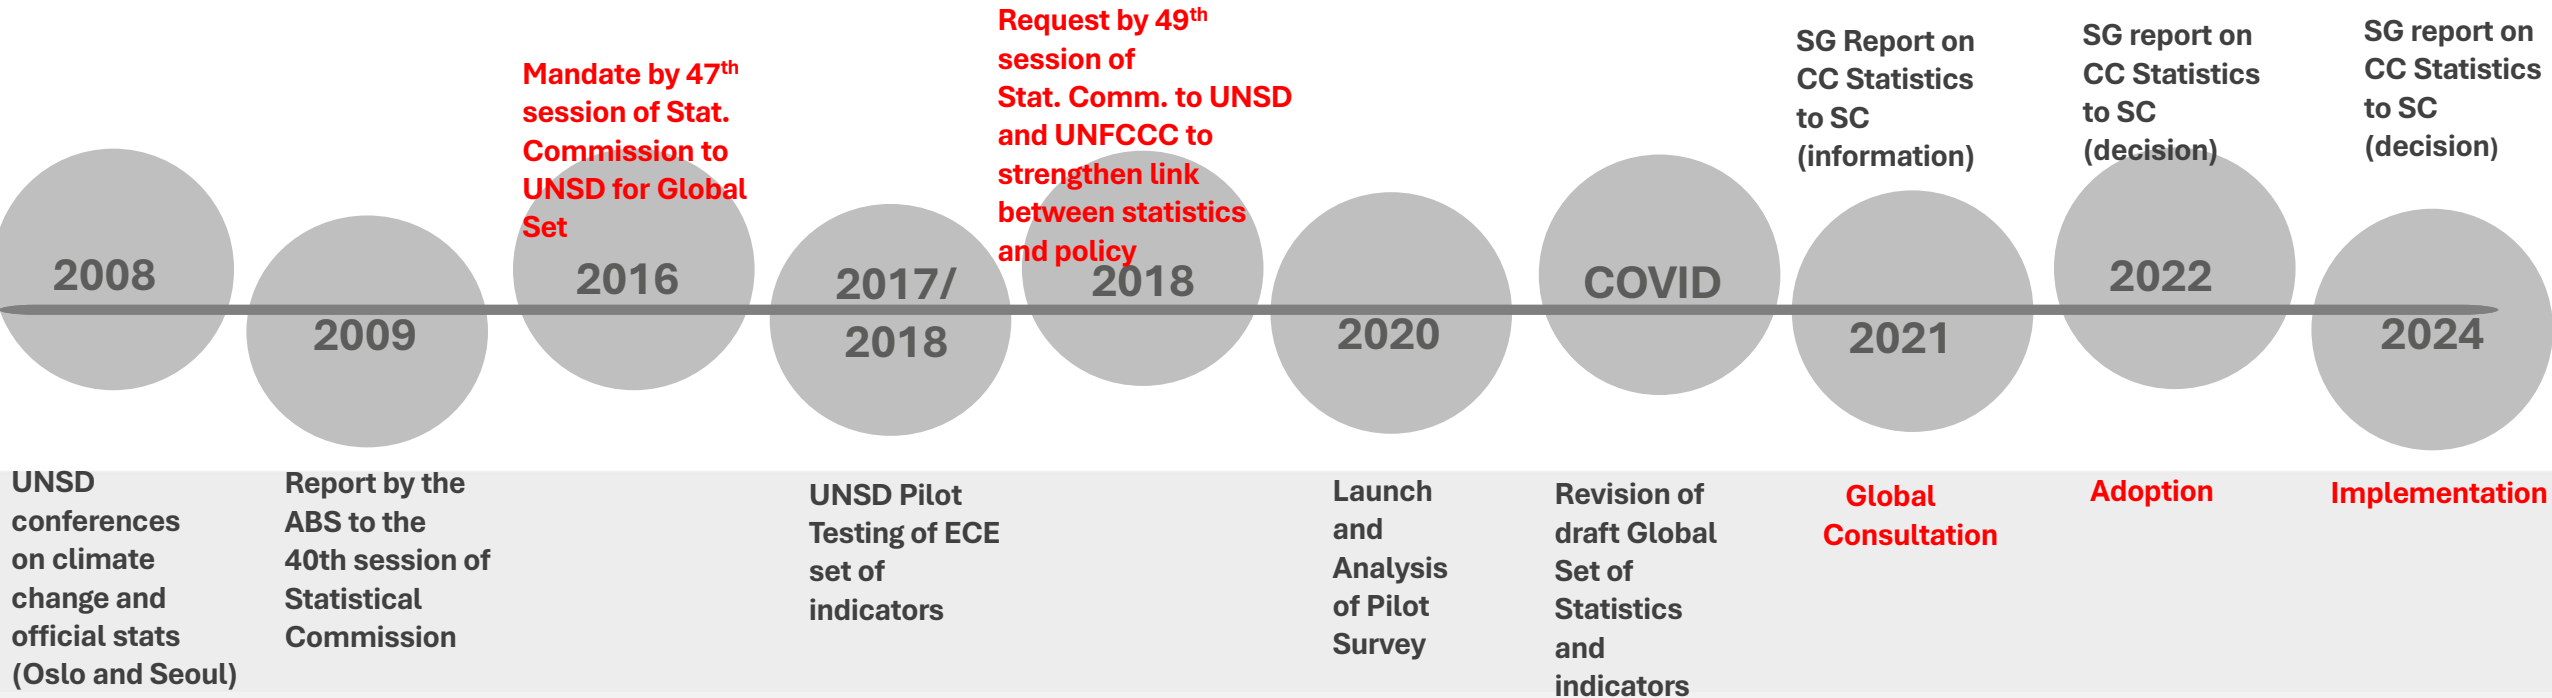 Mandate by 47th
session of Stat.
Commission to
UNSD for Global
Set
Request by 49th
session of
Stat. Comm. to UNSD
and UNFCCC to
strengthen link
between statistics
and policy
SG Report on
CC Statistics
to SC
(information)
SG report on
CC Statistics
to SC
(decision)
SG report on
CC Statistics
to SC
(decision)
2008
2009
2016
2017/
2018
2018
2020
COVID
2021
2022
2024
UNSD
conferences
on climate
change and
official stats
(Oslo and Seoul)
Report by the
ABS to the
40th session of
Statistical
Commission
UNSD Pilot
Testing of ECE
set of
indicators
Launch
and
Analysis
of Pilot
Survey
Revision of
draft Global
Set of
Statistics
and
indicators
Global
Consultation
Adoption
Implementation